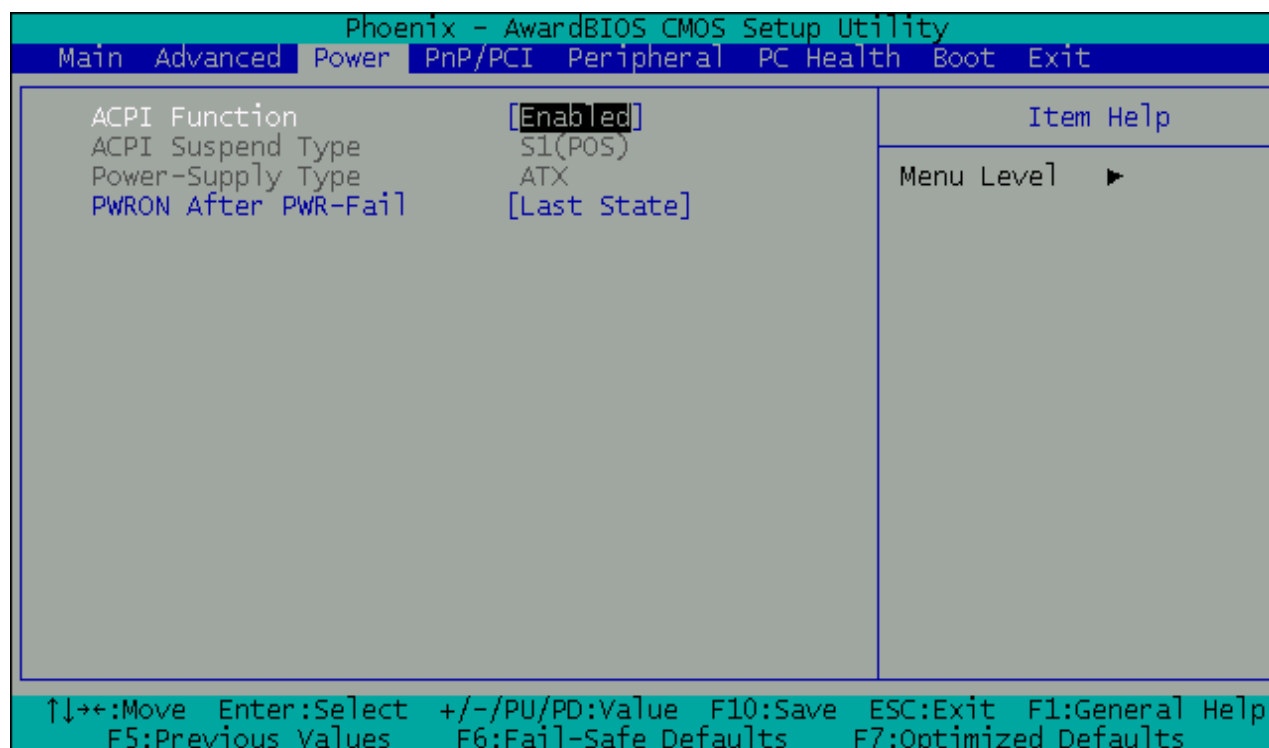 Phoenix - AwardBIOS CMOS Setup Utility
Main Advanced Power PnP/PCI Peripheral PC Health Boot Exit
ACPI Function [Enabled]
ACPI Suspend Type S1(POS)
Power-Supply Type ATX
PWRON After PWR-Fail [Last State]
Item Help
Menu Level ►
↑↓→←:Move Enter:Select +/-/PU/PD:Value F10:Save ESC:Exit F1:General Help
F5:Previous Values F6:Fail-Safe Defaults F7:Optimized Defaults